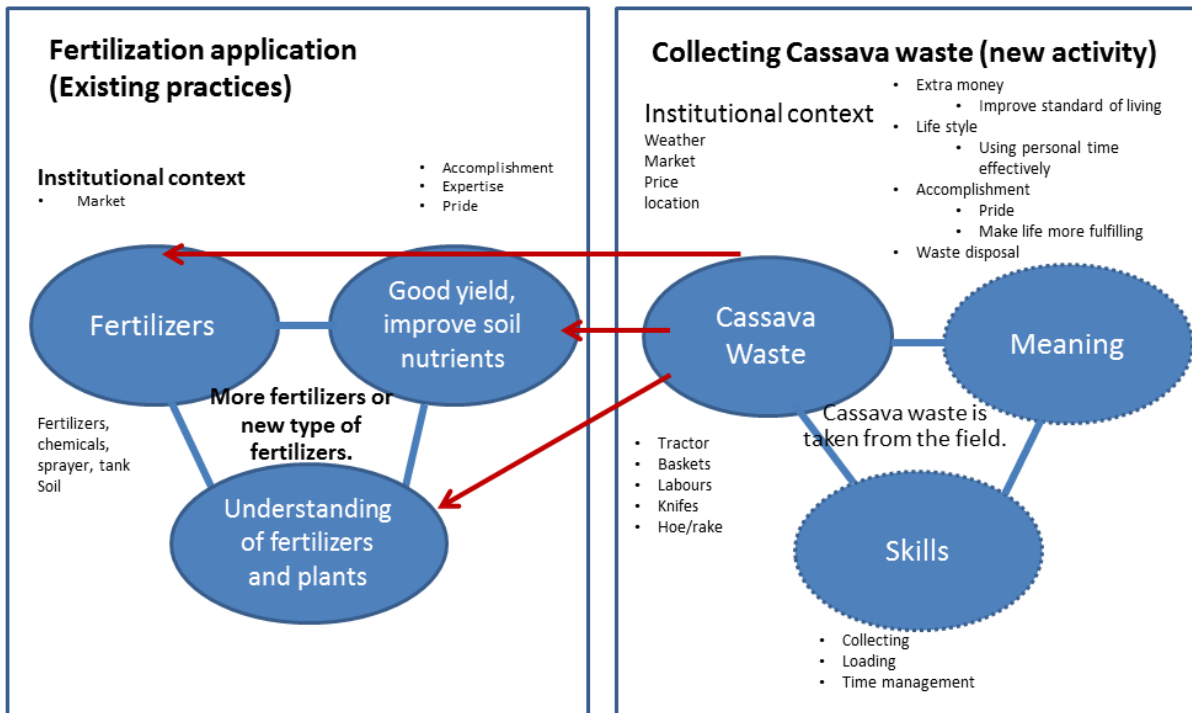 Fertilization application
(Existing practices)
Institutional context
• Market
• Accomplishment
• Expertise
• Pride
Fertilizers
Good yield,
improve soil
nutrients
More fertilizers or
new type of
fertilizers.
Fertilizers,
chemicals,
sprayer, tank
Soil
Understanding
of fertilizers
and plants
Collecting Cassava waste (new activity)
Institutional context
Weather
Market
Price
location
• Extra money
• Improve standard of living
• Life style
• Using personal time
effectively
• Accomplishment
• Pride
• Make life more fulfilling
• Waste disposal
Cassava
Waste
Meaning
Cassava waste is
taken from the field.
• Tractor
• Baskets
• Labours
• Knifes
• Hoe/rake
Skills
• Collecting
• Loading
• Time management